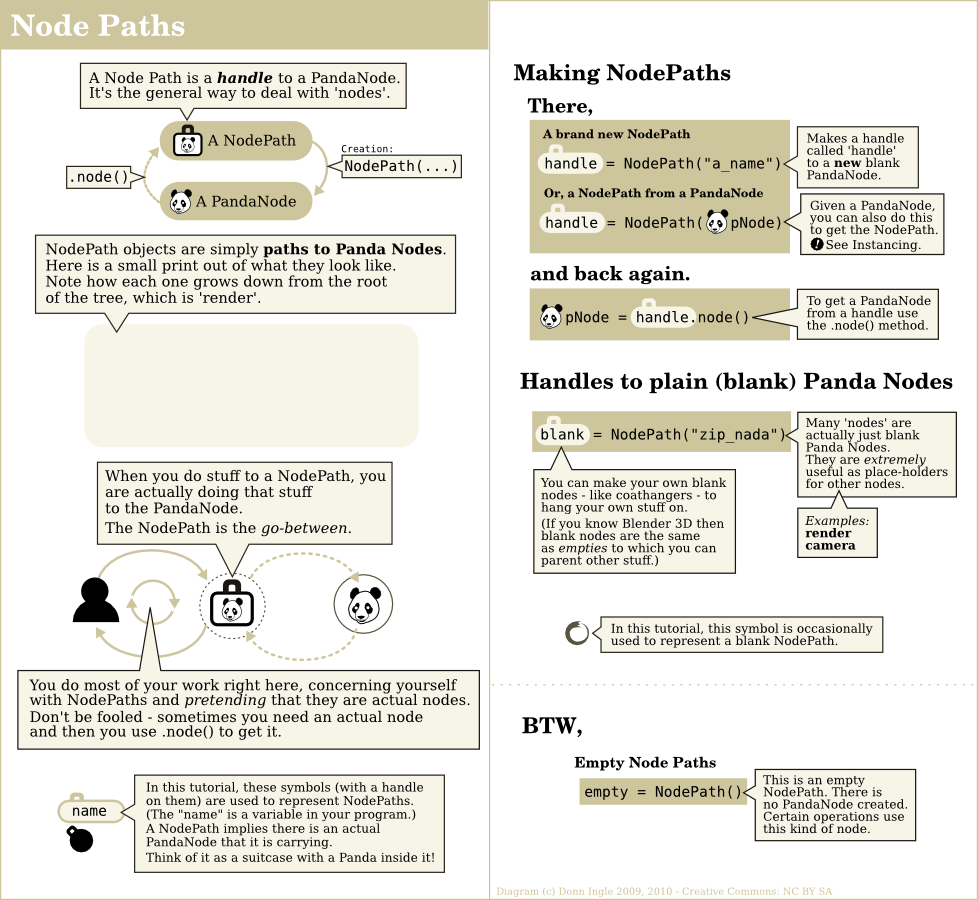 Node Paths
A Node Path is a handle to a PandaNode.
It's the general way to deal with 'nodes'.
A NodePath
Creation:
NodePath(...)
.node()
A PandaNode
NodePath objects are simply paths to Panda Nodes.
Here is a small print out of what they look like.
Note how each one grows down from the root
of the tree, which is 'render'.
When you do stuff to a NodePath, you
are actually doing that stuff
to the PandaNode.
The NodePath is the go-between.
You do most of your work right here, concerning yourself
with NodePaths and pretending that they are actual nodes.
Don't be fooled - sometimes you need an actual node
and then you use .node() to get it.
name
In this tutorial, these symbols (with a handle
on them) are used to represent NodePaths.
(The "name" is a variable in your program.)
A NodePath implies there is an actual
PandaNode that it is carrying.
Think of it as a suitcase with a Panda inside it!
Making NodePaths
There,
A brand new NodePath
handle = NodePath("a_name")
Makes a handle
called 'handle'
to a new blank
PandaNode.
Or, a NodePath from a PandaNode
handle = NodePath( pNode)
Given a PandaNode,
you can also do this
to get the NodePath.
! See Instancing.
and back again.
pNode = handle.node()
To get a PandaNode
from a handle use
the .node() method.
Handles to plain (blank) Panda Nodes
blank = NodePath("zip_nada")
Many 'nodes' are
actually just blank
Panda Nodes.
They are extremely
useful as place-holders
for other nodes.
You can make your own blank
nodes - like coathangers - to
hang your own stuff on.
(If you know Blender 3D then
blank nodes are the same
as empties to which you can
parent other stuff.)
Examples:
render
camera
In this tutorial, this symbol is occasionally
used to represent a blank NodePath.
BTW,
Empty Node Paths
empty = NodePath()
This is an empty
NodePath. There is
no PandaNode created.
Certain operations use
this kind of node.
Diagram (c) Donn Ingle 2009, 2010 - Creative Commons: NC BY SA